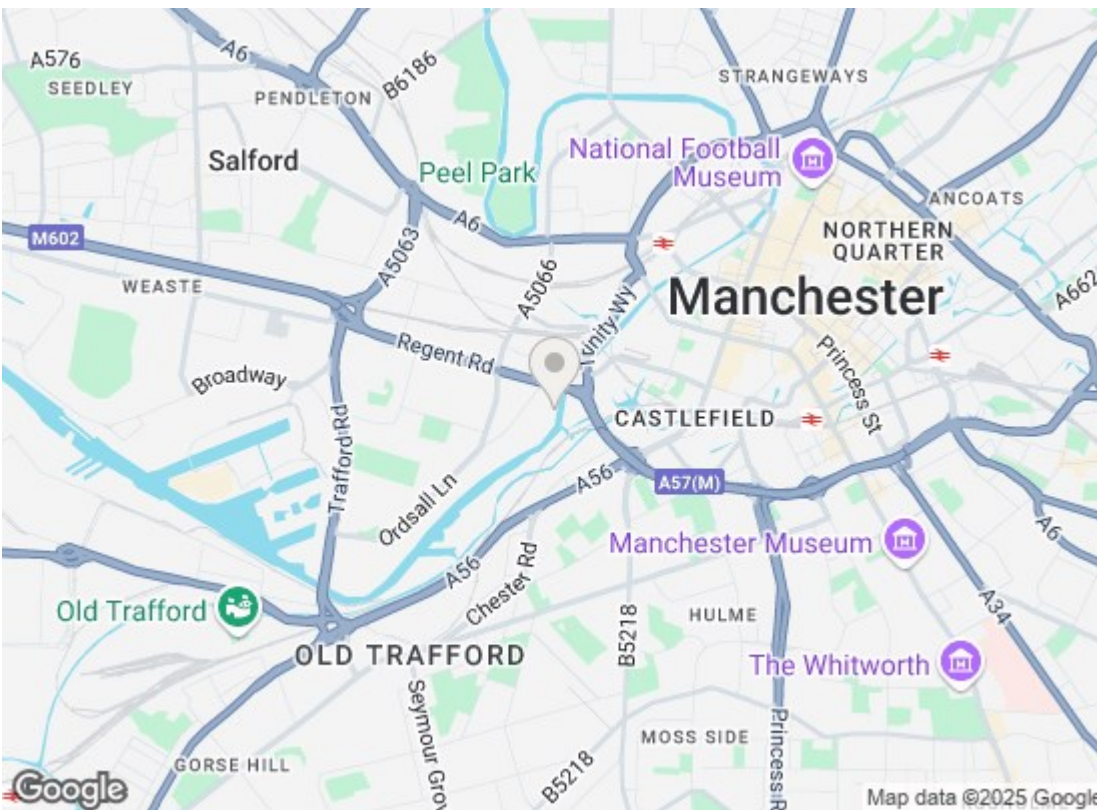 A6
A576
SEEDLEY
B6186
PENDLETON
STRANGEWAYS
Salford
Peel Park
National Football
Museum
ANCOATS
A6
NORTHERN
QUARTER
M602
A5063
A5066
WEASTE
Manchester
A662
Trinity Wy
Regent Rd
Princess St
Broadway
CASTLEFIELD
Trafford Rd
A56
A57(M)
Ordsall Ln
A6
Manchester Museum
A56
Chester Rd
Old Trafford
A34
HULME
B5218
OLD TRAFFORD
The Whitworth
Seymour Gro
Princess R
MOSS SIDE
GORSE HILL
B5218
Google
Map data ©2025 Google